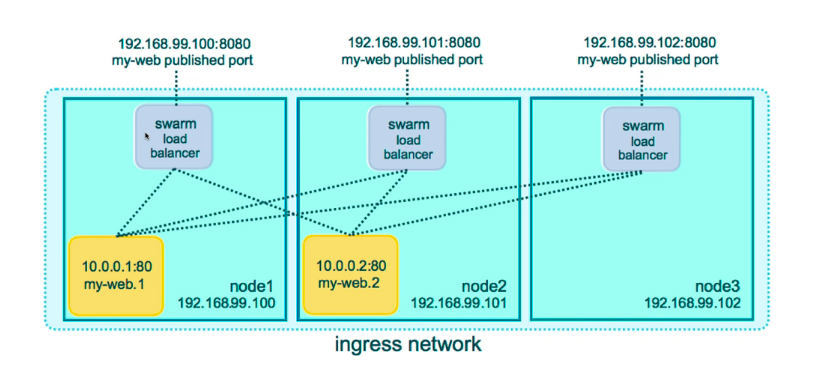 192.168.99.100:8080
my-web published port
192.168.99.101:8080
my-web published port
192.168.99.102:8080
my-web published port
swarm
load
balancer
swarm
load
balancer
swarm
load
balancer
10.0.0.1:80
my-web.1
node1
192.168.99.100
10.0.0.2:80
my-web.2
node2
192.168.99.101
node3
192.168.99.102
ingress network